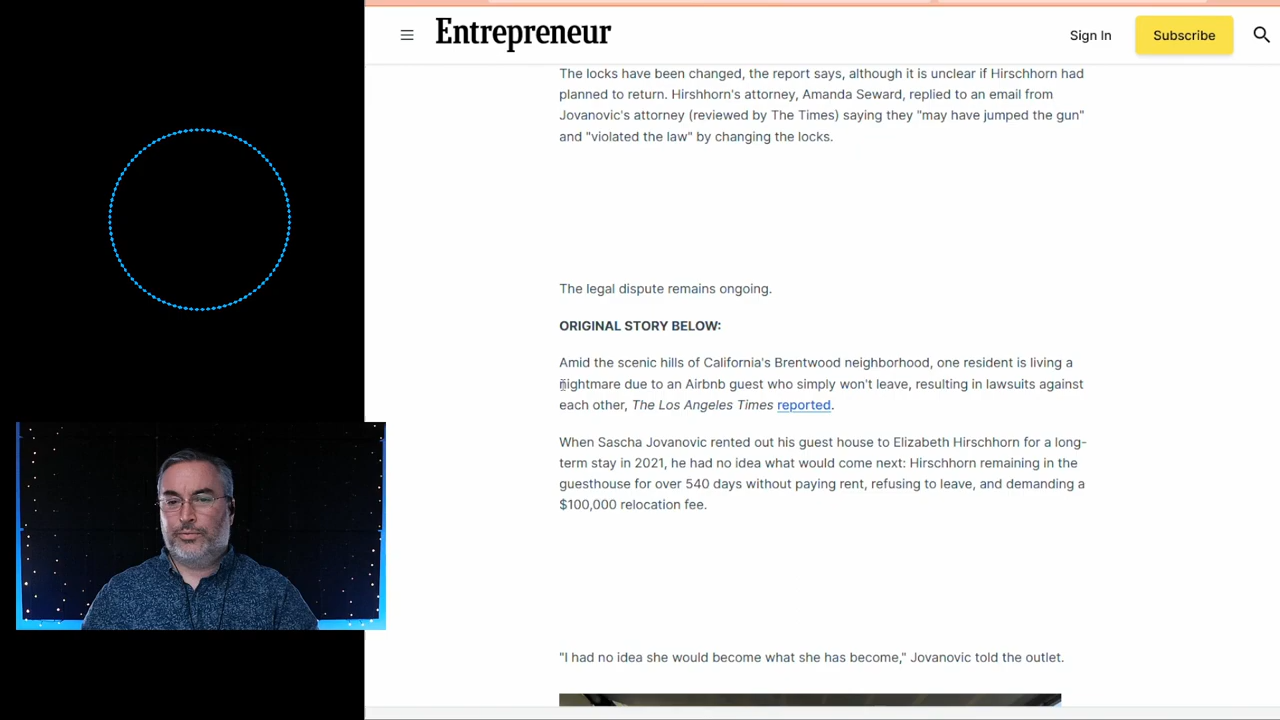 Entrepreneur
Sign In
Subscribe
The locks have been changed, the report says, although it is unclear if Hirschhorn had
planned to return. Hirshhorn's attorney, Amanda Seward, replied to an email from
Jovanovic's attorney (reviewed by The Times) saying they "may have jumped the gun"
and "violated the law" by changing the locks.
The legal dispute remains ongoing.
ORIGINAL STORY BELOW:
Amid the scenic hills of California's Brentwood neighborhood, one resident is living a
nightmare due to an Airbnb guest who simply won't leave, resulting in lawsuits against
each other, The Los Angeles Times reported.
When Sascha Jovanovic rented out his guest house to Elizabeth Hirschhorn for a long-
term stay in 2021, he had no idea what would come next: Hirschhorn remaining in the
guesthouse for over 540 days without paying rent, refusing to leave, and demanding a
$100,000 relocation fee.
"I had no idea she would become what she has become," Jovanovic told the outlet.